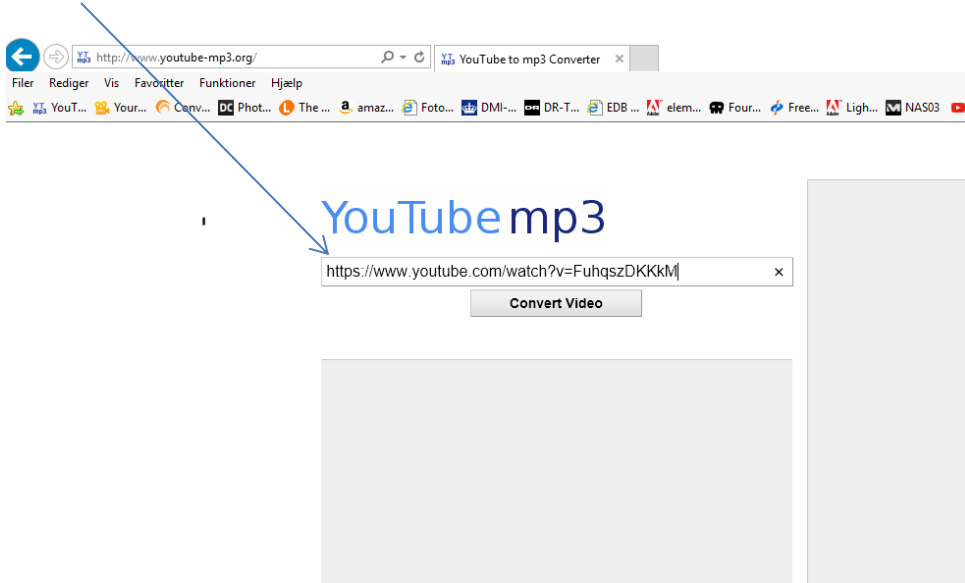 http://www.youtube-mp3.org/ YouTube to mp3 Converter
Filer Rediger Vis Favoritter Funktioner Hjælp
YouT... Your... Conv... DC Phot... The ... amaz... Foto... DMI-... DR DR-T... EDB ... elem... Four... Free... Ligh... NAS03
YouTube mp3
https://www.youtube.com/watch?v=FuhqszDKKkM
Convert Video